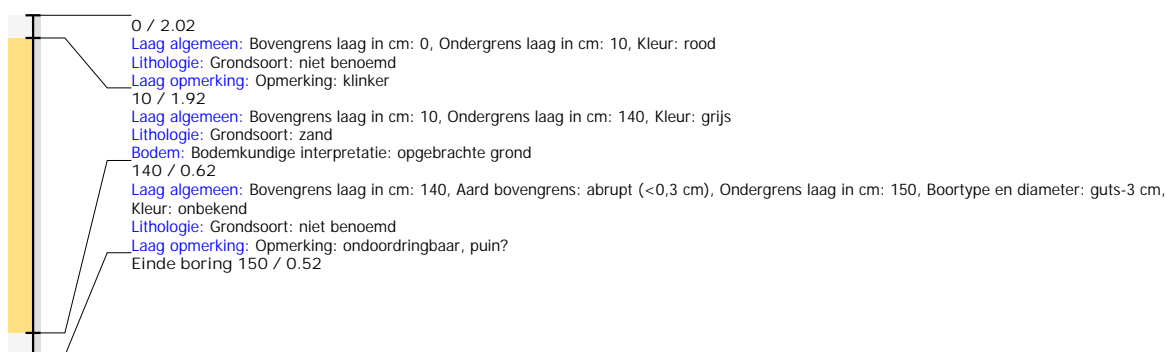 0 / 2.02
Laag algemeen: Bovengrens laag in cm: 0, Ondergrens laag in cm: 10, Kleur: rood
Lithologie: Grondsoort: niet benoemd
Laag opmerking: Opmerking: klinker
10 / 1.92
Laag algemeen: Bovengrens laag in cm: 10, Ondergrens laag in cm: 140, Kleur: grijs
Lithologie: Grondsoort: zand
Bodem: Bodemkundige interpretatie: opgebrachte grond
140 / 0.62
Laag algemeen: Bovengrens laag in cm: 140, Aard bovengrens: abrupt (<0,3 cm), Ondergrens laag in cm: 150, Boortype en diameter: guts-3 cm,
Kleur: onbekend
Lithologie: Grondsoort: niet benoemd
Laag opmerking: Opmerking: ondoordringbaar, puin?
Einde boring 150 / 0.52